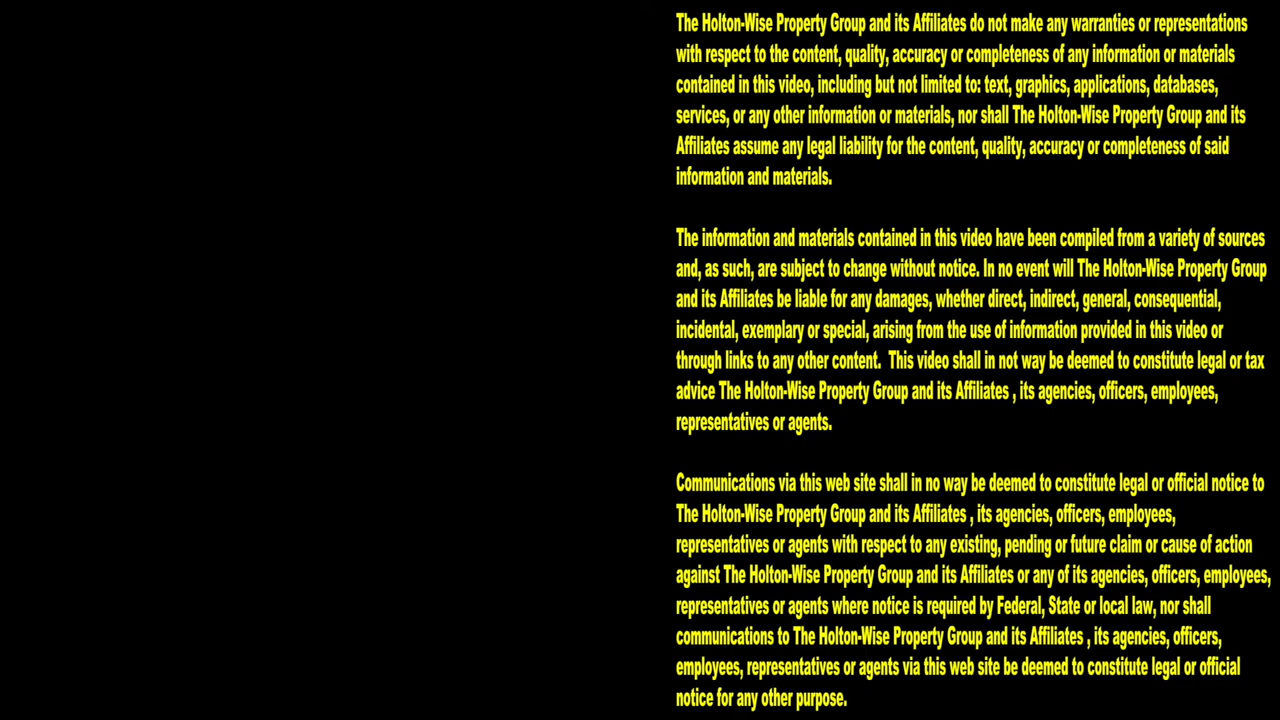 The Holton-Wise Property Group and its Affiliates do not make any warranties or representations
with respect to the content, quality, accuracy or completeness of any information or materials
contained in this video, including but not limited to: text, graphics, applications, databases,
services, or any other information or materials, nor shall The Holton-Wise Property Group and its
Affiliates assume any legal liability for the content, quality, accuracy or completeness of said
information and materials.
The information and materials contained in this video have been compiled from a variety of sources
and, as such, are subject to change without notice. In no event will The Holton-Wise Property Group
and its Affiliates be liable for any damages, whether direct, indirect, general, consequential,
incidental, exemplary or special, arising from the use of information provided in this video or
through links to any other content. This video shall in not way be deemed to constitute legal or tax
advice The Holton-Wise Property Group and its Affiliates , its agencies, officers, employees,
representatives or agents.
Communications via this web site shall in no way be deemed to constitute legal or official notice to
The Holton-Wise Property Group and its Affiliates , its agencies, officers, employees,
representatives or agents with respect to any existing, pending or future claim or cause of action
against The Holton-Wise Property Group and its Affiliates or any of its agencies, officers, employees,
representatives or agents where notice is required by Federal, State or local law, nor shall
communications to The Holton-Wise Property Group and its Affiliates , its agencies, officers,
employees, representatives or agents via this web site be deemed to constitute legal or official
notice for any other purpose.